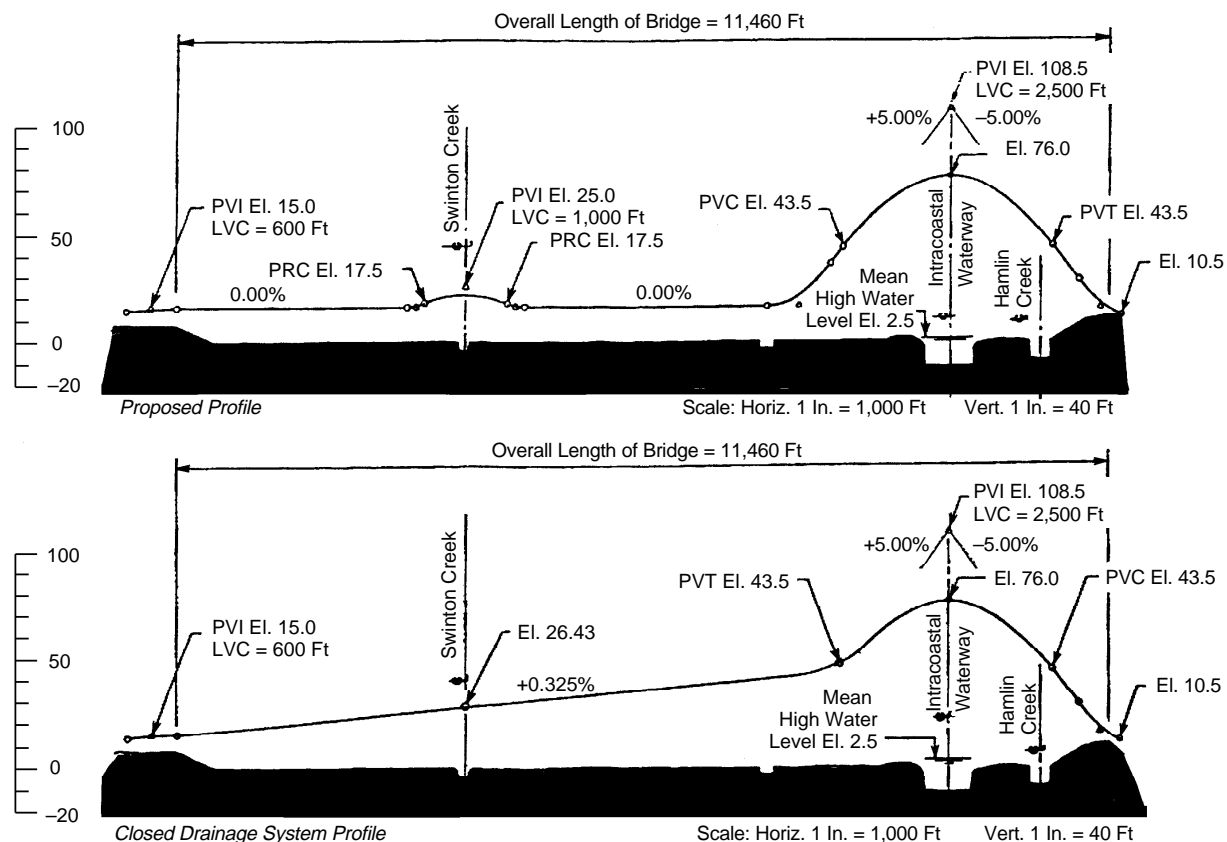 Overall Length of Bridge = 11,460 Ft
PVI El. 108.5
LVC = 2,500 Ft
+5.00%
–5.00%
El. 76.0
100
50
0
–20
Swinton Creek
PVI El. 15.0
LVC = 600 Ft
PVI El. 25.0
LVC = 1,000 Ft
PRC El. 17.5
PRC El. 17.5
0.00%
0.00%
PVC El. 43.5
PVT El. 43.5
Mean
High Water
Level El. 2.5
Intracoastal
Waterway
Hamlin
Creek
El. 10.5
Proposed Profile
Scale: Horiz. 1 In. = 1,000 Ft
Vert. 1 In. = 40 Ft
Overall Length of Bridge = 11,460 Ft
PVI El. 108.5
LVC = 2,500 Ft
+5.00%
–5.00%
El. 76.0
100
50
0
–20
Swinton Creek
PVI El. 15.0
LVC = 600 Ft
El. 26.43
+0.325%
PVT El. 43.5
PVC El. 43.5
Mean
High Water
Level El. 2.5
Intracoastal
Waterway
Hamlin
Creek
El. 10.5
Closed Drainage System Profile
Scale: Horiz. 1 In. = 1,000 Ft
Vert. 1 In. = 40 Ft